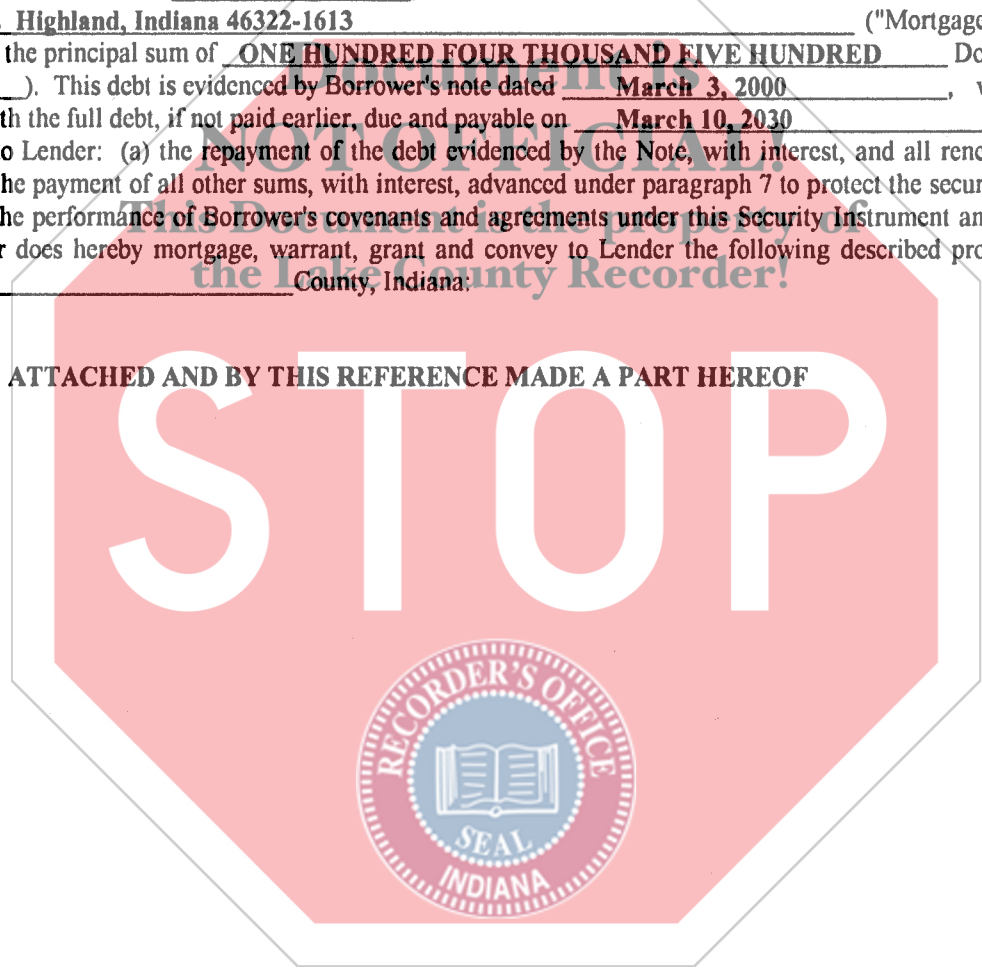 Highland, Indiana 46322-1613 ("Mortgage
the principal sum of ONE HUNDRED FOUR THOUSAND FIVE HUNDRED Do
). This debt is evidenced by Borrower's note dated March 3, 2000,
th the full debt, if not paid earlier, due and payable on March 10, 2030
o Lender: (a) the repayment of the debt evidenced by the Note, with interest, and all rene
he payment of all other sums, with interest, advanced under paragraph 7 to protect the secur
he performance of Borrower's covenants and agreements under this Security Instrument an
r does hereby mortgage, warrant, grant and convey to Lender the following described pro
County, Indiana:
ATTACHED AND BY THIS REFERENCE MADE A PART HEREOF
Document is
NOT OFFICIAL!
This Document is the property of
the Lake County Recorder!
STOP
RECORDER'S OFFICE
SEAL
INDIANA